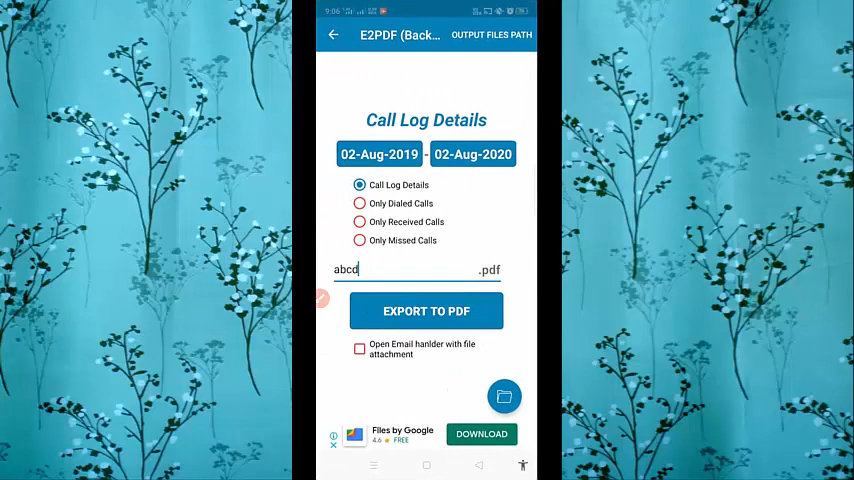 9:06
E2PDF (Back... OUTPUT FILES PATH
Call Log Details
02-Aug-2019 - 02-Aug-2020
Call Log Details
Only Dialed Calls
Only Received Calls
Only Missed Calls
abcd .pdf
EXPORT TO PDF
Open Email hanlder with file
attachment
Files by Google
4.6 ★ FREE
DOWNLOAD